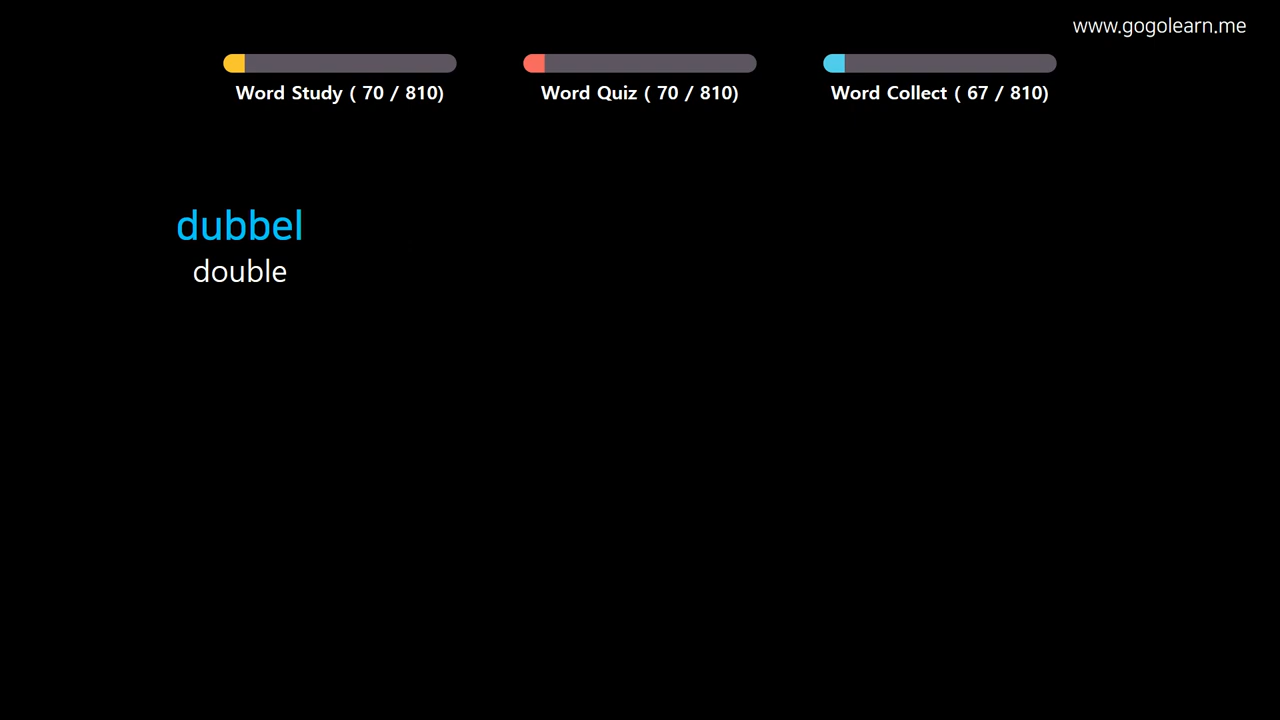 www.gogolearn.me
Word Study ( 70 / 810)
Word Quiz ( 70 / 810)
Word Collect ( 67 / 810)
dubbel
double